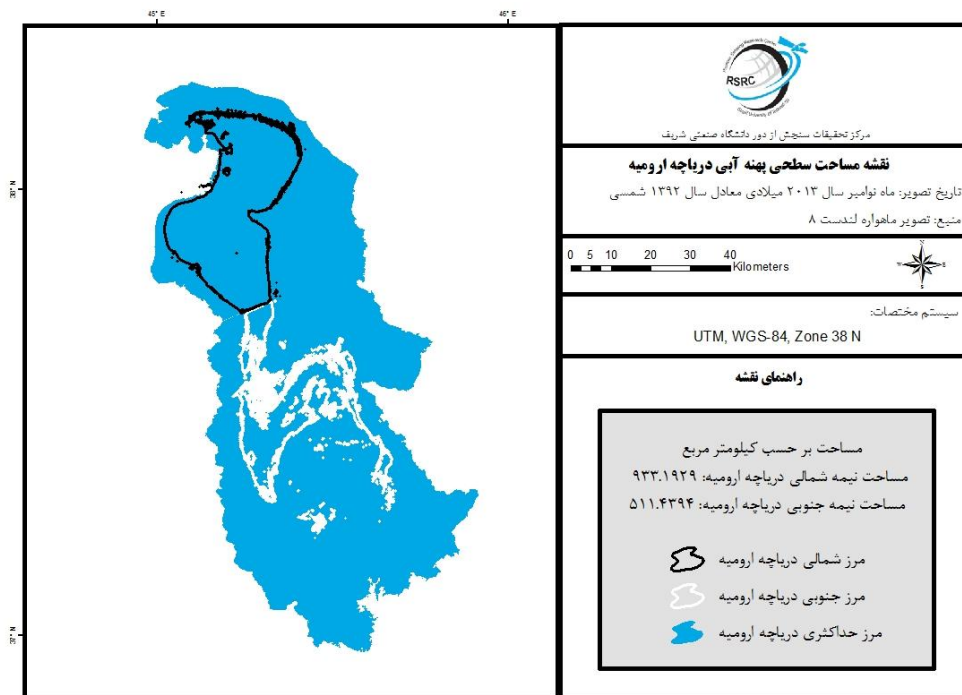 45° E
46° E
38° N
37° N
RSRC
مرکز تحقیقات سنجش از دور دانشگاه صنعتی شریف
نقشه مساحت سطحی پهنه آبی دریاچه ارومیه
تاریخ تصویر: ماه نوامبر سال ۲۰۱۳ میلادی معادل سال ۱۳۹۲ شمسی
منبع: تصویر ماهواره لندست ۸
0 5 10 20 30 40
Kilometers
N
W E
S
سیستم مختصات:
UTM, WGS-84, Zone 38 N
راهنمای نقشه
مساحت بر حسب کیلومتر مربع
مساحت نیمه شمالی دریاچه ارومیه: ۹۳۳.۱۹۲۹
مساحت نیمه جنوبی دریاچه ارومیه: ۵۱۱.۴۳۹۴
مرز شمالی دریاچه ارومیه
مرز جنوبی دریاچه ارومیه
مرز حداکثری دریاچه ارومیه